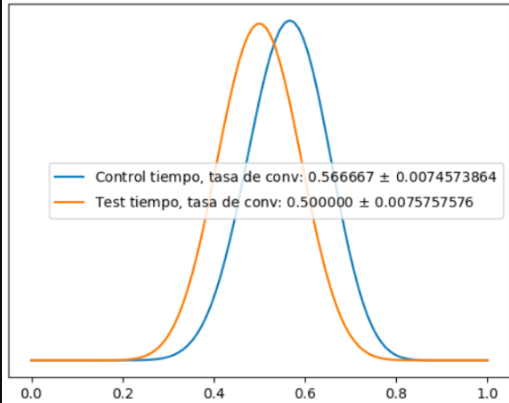 Control tiempo, tasa de conv: 0.566667 ± 0.0074573864
Test tiempo, tasa de conv: 0.500000 ± 0.0075757576
0.0 0.2 0.4 0.6 0.8 1.0